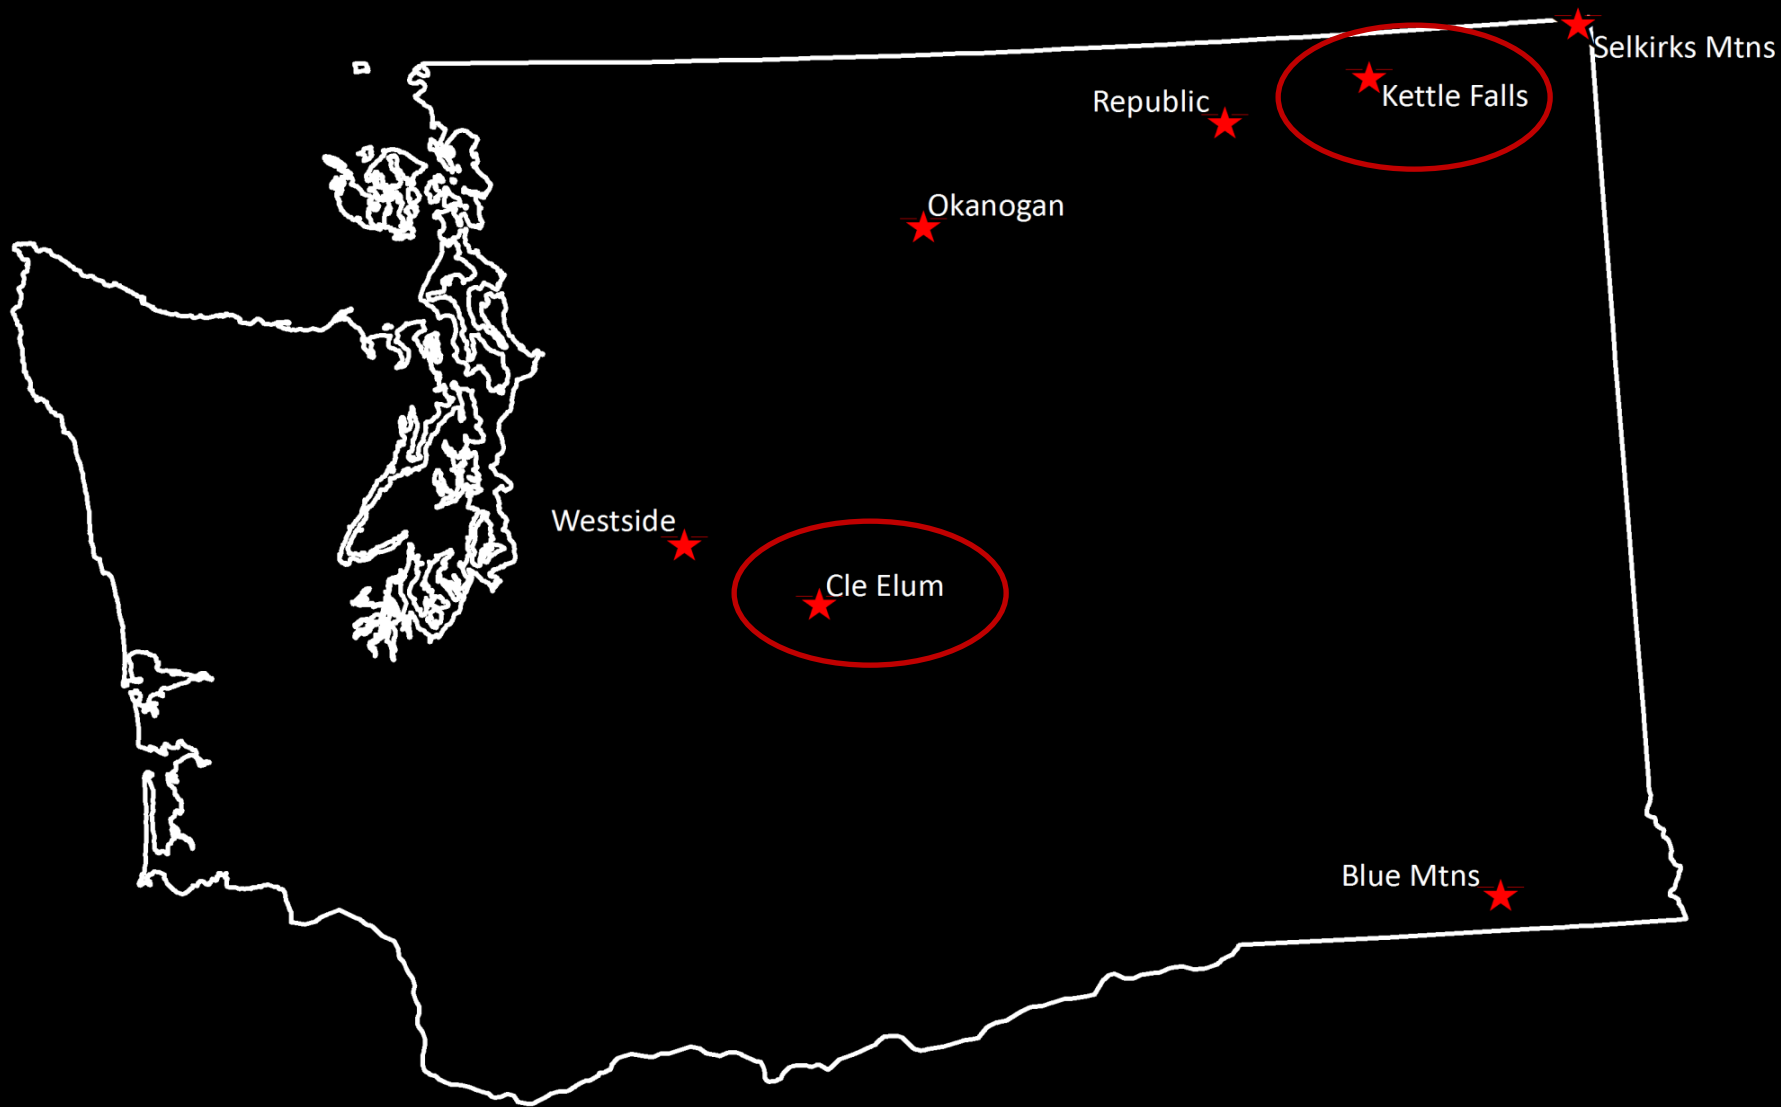 Selkirks Mtns
Kettle Falls
Republic
Okanogan
Westside
Cle Elum
Blue Mtns